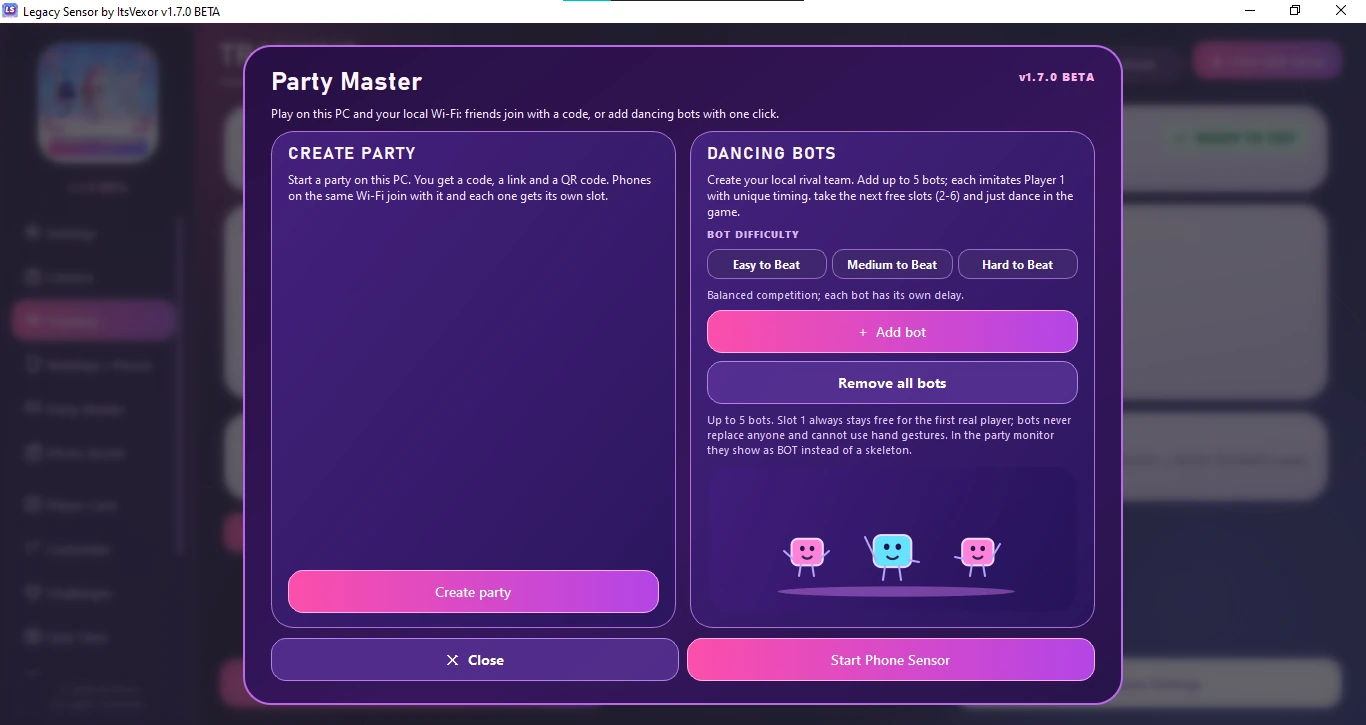 Legacy Sensor by ItsVexor v1.7.0 BETA
Party Master
v1.7.0 BETA
Play on this PC and your local Wi-Fi: friends join with a code, or add dancing bots with one click.
CREATE PARTY
Start a party on this PC. You get a code, a link and a QR code. Phones
on the same Wi-Fi join with it and each one gets its own slot.
Create party
DANCING BOTS
Create your local rival team. Add up to 5 bots; each imitates Player 1
with unique timing. take the next free slots (2-6) and just dance in the
game.
BOT DIFFICULTY
Easy to Beat
Medium to Beat
Hard to Beat
Balanced competition; each bot has its own delay.
+ Add bot
Remove all bots
Up to 5 bots. Slot 1 always stays free for the first real player; bots never
replace anyone and cannot use hand gestures. In the party monitor
they show as BOT instead of a skeleton.
Close
Start Phone Sensor